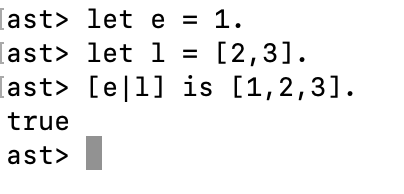 [ast> let e = 1.
[ast> let l = [2,3].
[ast> [e|l] is [1,2,3].
true
ast>